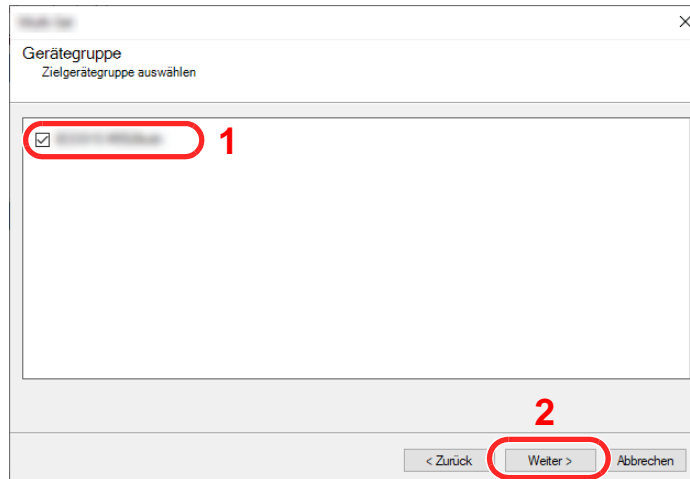 Gerätegruppe
Zielgerätegruppe auswählen
1
2
< Zurück Weiter > Abbrechen